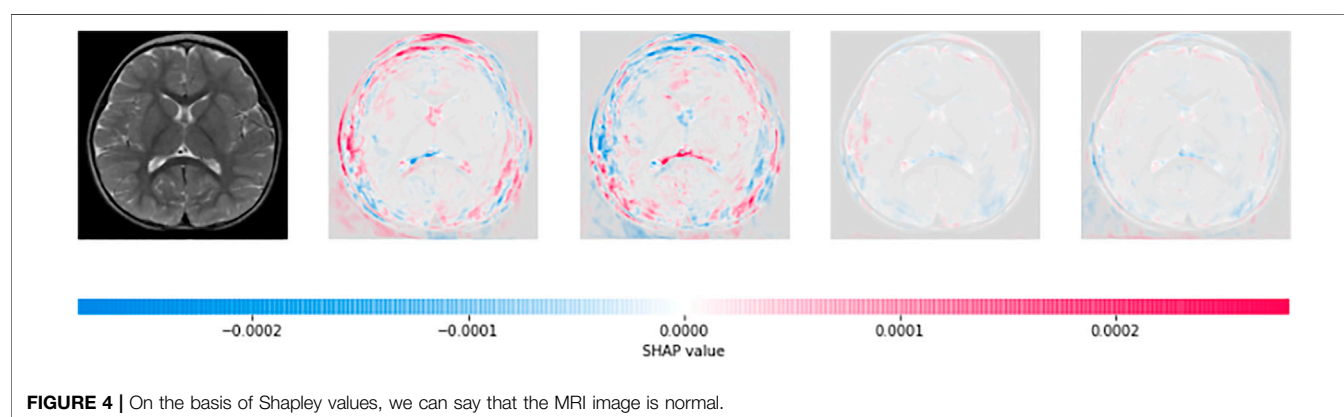 −0.0002 −0.0001 0.0000 0.0001 0.0002
SHAP value
FIGURE 4 | On the basis of Shapley values, we can say that the MRI image is normal.